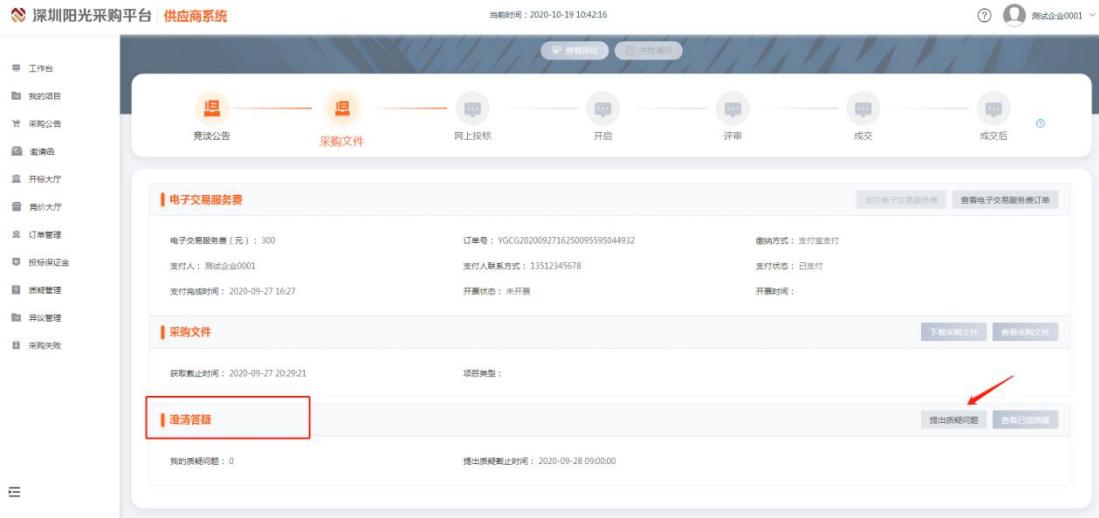 深圳阳光采购平台 供应商系统 当前时间：2020-10-19 10:42:16 测试企业0001
查看异议 失败情况
工作台
我的项目
采购公告
邀请函
开标大厅
竞价大厅
订单管理
投标保证金
质疑管理
异议管理
采购失败
竞谈公告 采购文件 网上投标 开启 评审 成交 成交后
电子交易服务费 支付电子交易服务费 查看电子交易服务费订单
电子交易服务费（元）：300 订单号：YGCG20200927162500955950449​32 缴纳方式：支付宝支付
支付人：测试企业0001 支付人联系方式：13512345678 支付状态：已支付
支付完成时间：2020-09-27 16:27 开票状态：未开票 开票时间：
采购文件 下载采购文件 查看采购文件
获取截止时间：2020-09-27 20:29:21 项目类型：
澄清答疑 提出质疑问题 查看已提质疑
我的质疑问题：0 提出质疑截止时间：2020-09-28 09:00:00